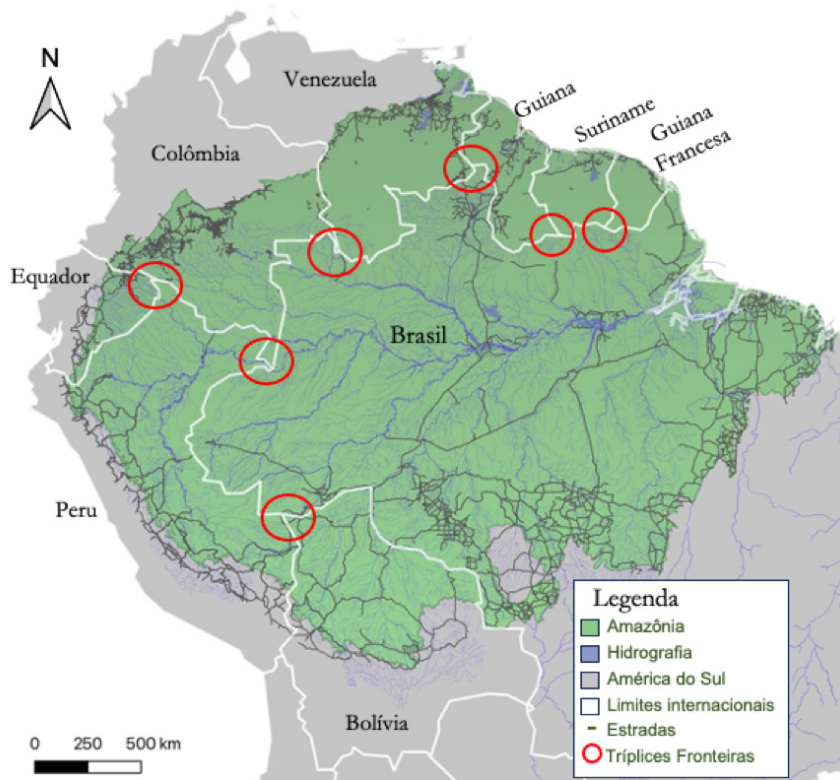 N
Venezuela
Guiana
Suriname
Guiana
Francesa
Colômbia
Equador
Brasil
Peru
Bolívia
Legenda
Amazônia
Hidrografia
América do Sul
Limites internacionais
Estradas
Tríplices Fronteiras
0 250 500 km